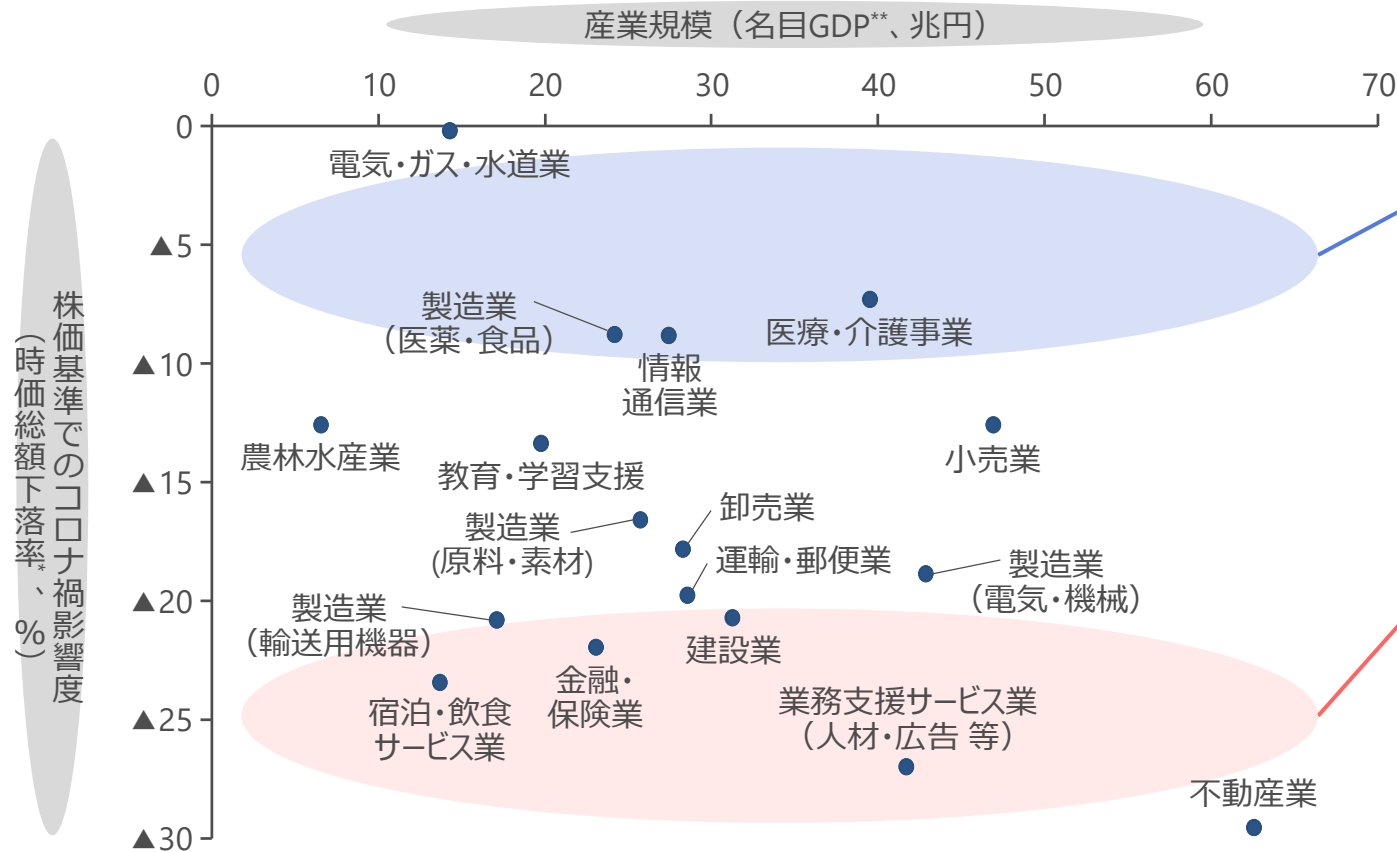 産業規模（名目GDP**、兆円）
0 10 20 30 40 50 60 70
0
▲5
▲10
▲15
▲20
▲25
▲30
株価基準でのコロナ禍影響度
（時価総額下落率*、%）
電気・ガス・水道業
製造業
（医薬・食品）
情報
通信業
医療・介護事業
農林水産業
教育・学習支援
小売業
製造業
(原料・素材)
卸売業
運輸・郵便業
製造業
（電気・機械）
製造業
（輸送用機器）
建設業
金融・
保険業
宿泊・飲食
サービス業
業務支援サービス業
（人材・広告 等）
不動産業